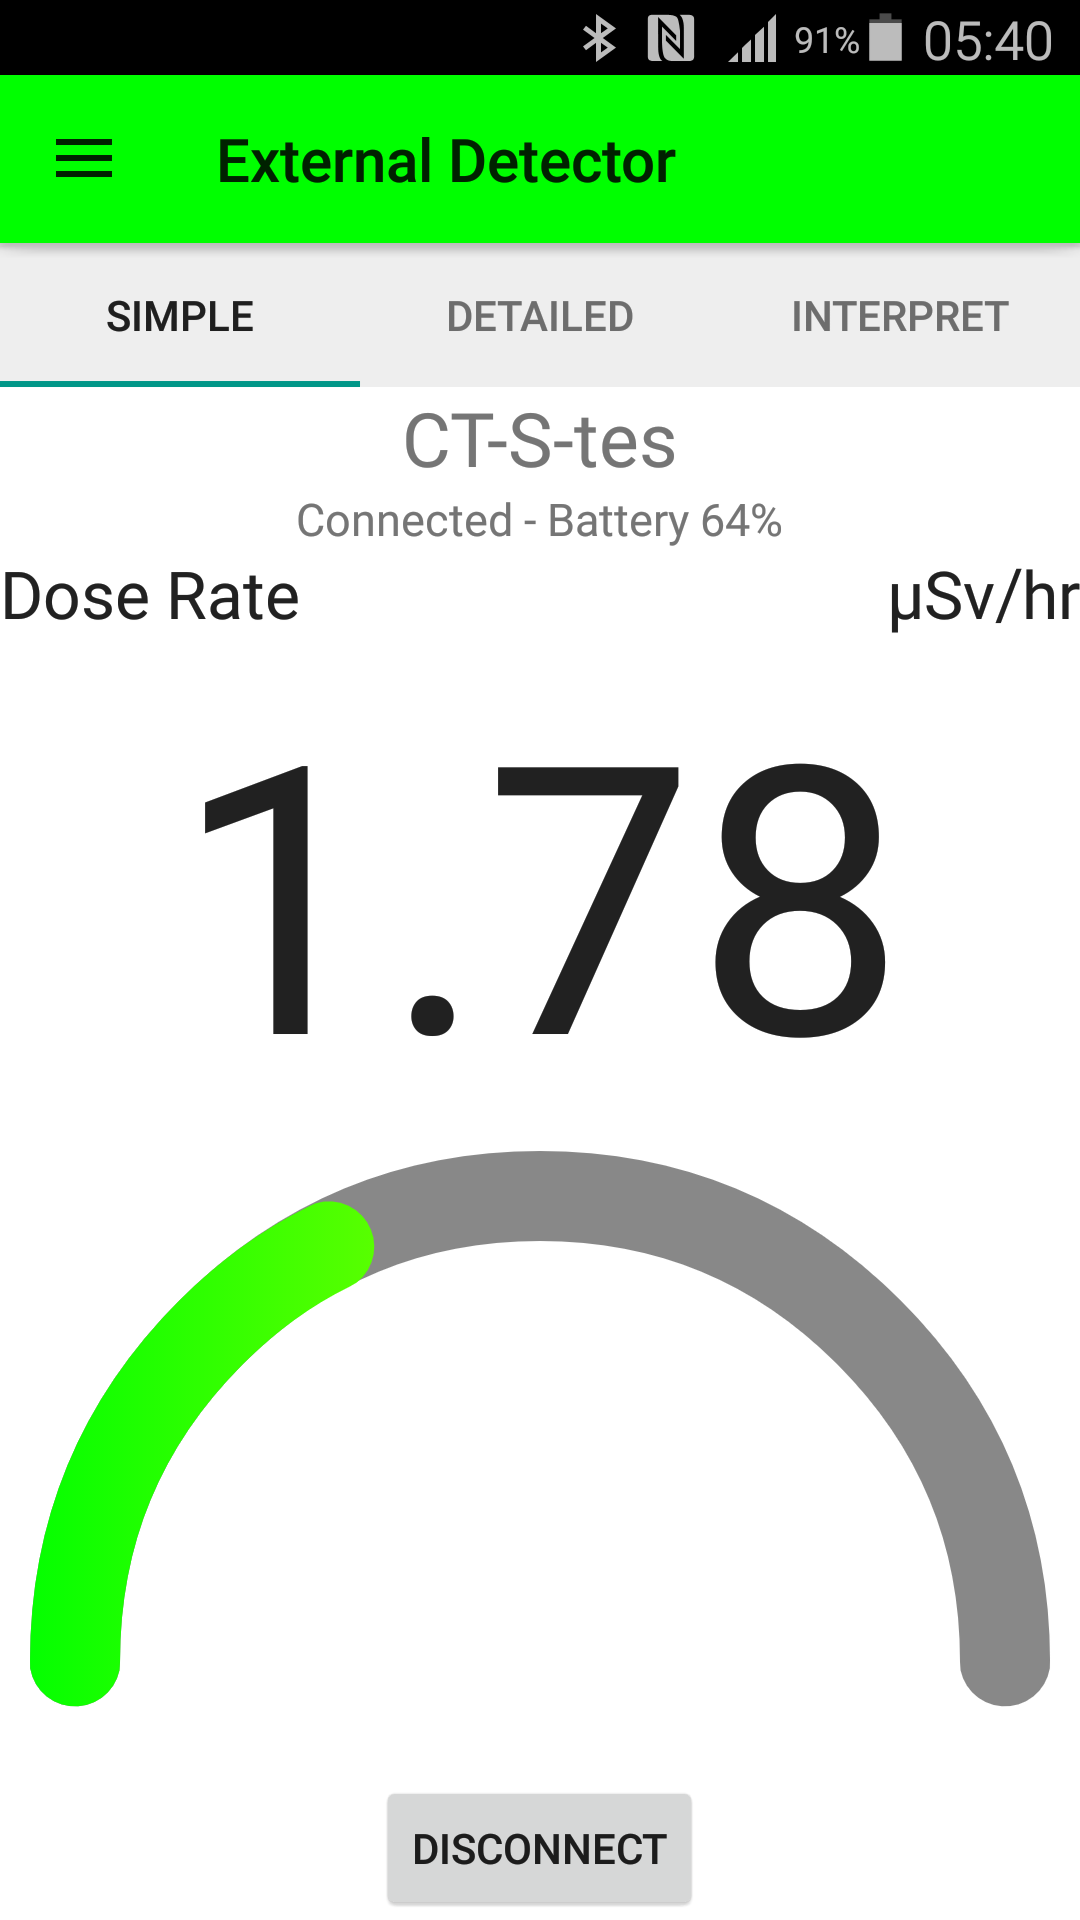 91% 05:40
External Detector
SIMPLE DETAILED INTERPRET
CT-S-tes
Connected - Battery 64%
Dose Rate µSv/hr
1.78
DISCONNECT